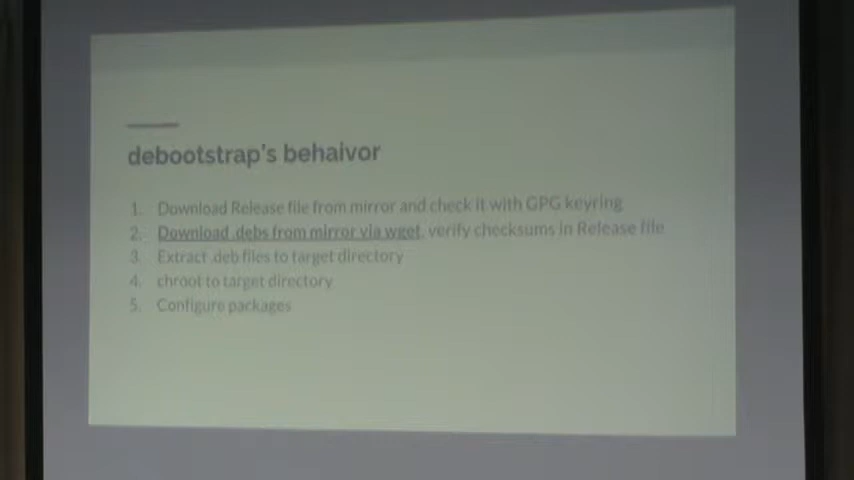 debootstrap's behaivor
1. Download Release file from mirror and check it with GPG keyring
2. Download .debs from mirror via wget, verify checksums in Release file
3. Extract .deb files to target directory
4. chroot to target directory
5. Configure packages